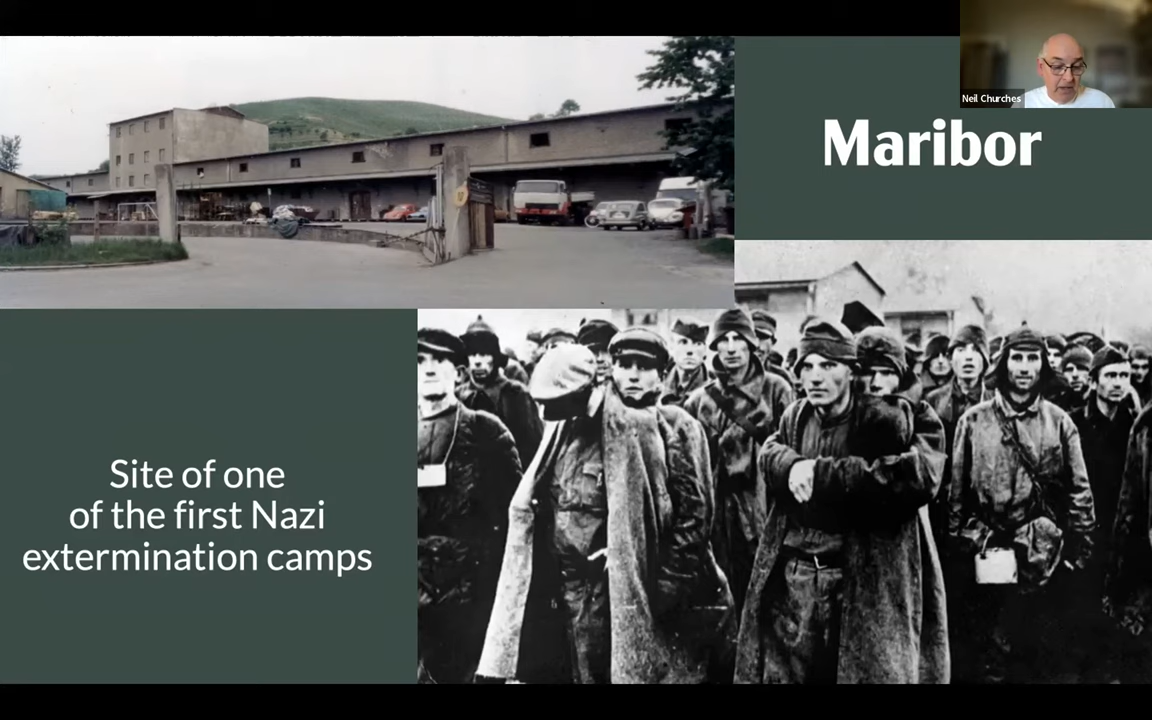 Neil Churches
Maribor
Site of one
of the first Nazi
extermination camps